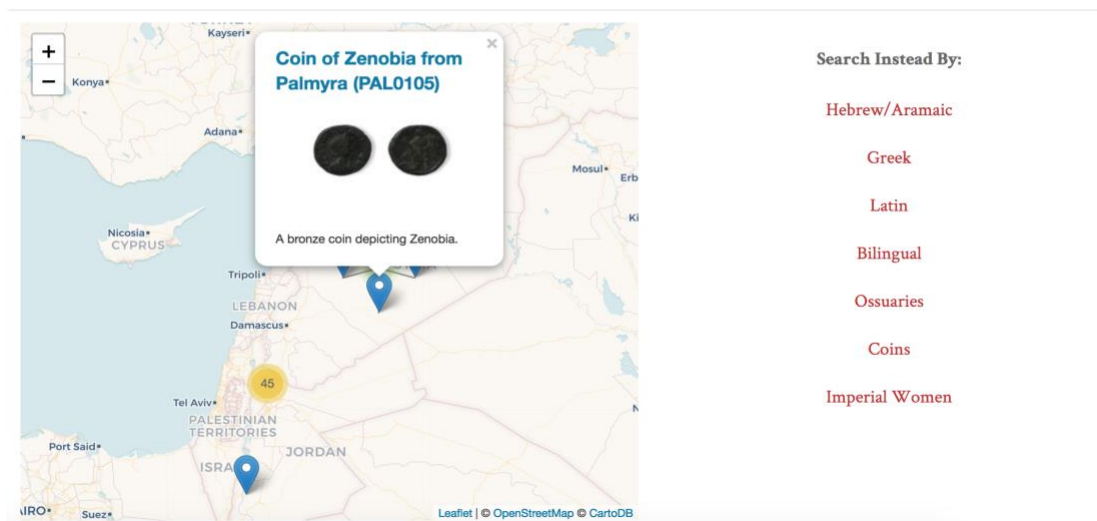 Kayseri
+
−
Konya
Adana
Coin of Zenobia from
Palmyra (PAL0105)
×
A bronze coin depicting Zenobia.
Mosul
Erb
Ki
Nicosia
CYPRUS
Tripoli
LEBANON
Damascus
45
Tel Aviv
PALESTINIAN
TERRITORIES
Port Said
ISRA
JORDAN
N
AIRO
Suez
Leaflet | © OpenStreetMap © CartoDB
Search Instead By:
Hebrew/Aramaic
Greek
Latin
Bilingual
Ossuaries
Coins
Imperial Women